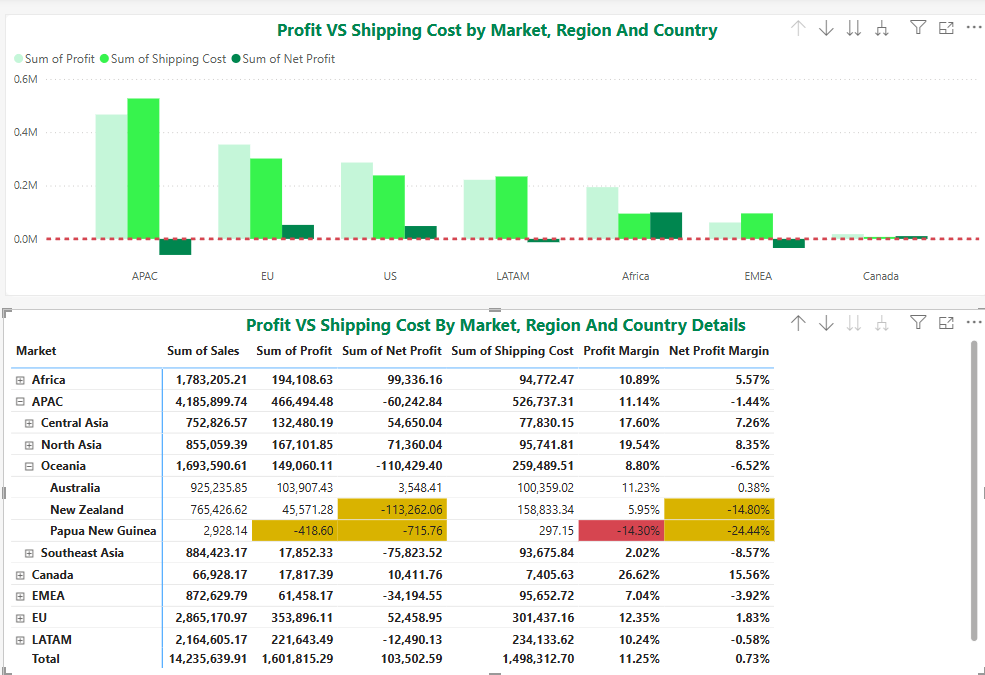 Profit VS Shipping Cost by Market, Region And Country
Sum of Profit Sum of Shipping Cost Sum of Net Profit
0.6M
0.4M
0.2M
0.0M
APAC EU US LATAM Africa EMEA Canada
Profit VS Shipping Cost By Market, Region And Country Details
Market Sum of Sales Sum of Profit Sum of Net Profit Sum of Shipping Cost Profit Margin Net Profit Margin
Africa 1,783,205.21 194,108.63 99,336.16 94,772.47 10.89% 5.57%
APAC 4,185,899.74 466,494.48 -60,242.84 526,737.31 11.14% -1.44%
Central Asia 752,826.57 132,480.19 54,650.04 77,830.15 17.60% 7.26%
North Asia 855,059.39 167,101.85 71,360.04 95,741.81 19.54% 8.35%
Oceania 1,693,590.61 149,060.11 -110,429.40 259,489.51 8.80% -6.52%
Australia 925,235.85 103,907.43 3,548.41 100,359.02 11.23% 0.38%
New Zealand 765,426.62 45,571.28 -113,262.06 158,833.34 5.95% -14.80%
Papua New Guinea 2,928.14 -418.60 -715.76 297.15 -14.30% -24.44%
Southeast Asia 884,423.17 17,852.33 -75,823.52 93,675.84 2.02% -8.57%
Canada 66,928.17 17,817.39 10,411.76 7,405.63 26.62% 15.56%
EMEA 872,629.79 61,458.17 -34,194.55 95,652.72 7.04% -3.92%
EU 2,865,170.97 353,896.11 52,458.95 301,437.16 12.35% 1.83%
LATAM 2,164,605.17 221,643.49 -12,490.13 234,133.62 10.24% -0.58%
Total 14,235,639.91 1,601,815.29 103,502.59 1,498,312.70 11.25% 0.73%